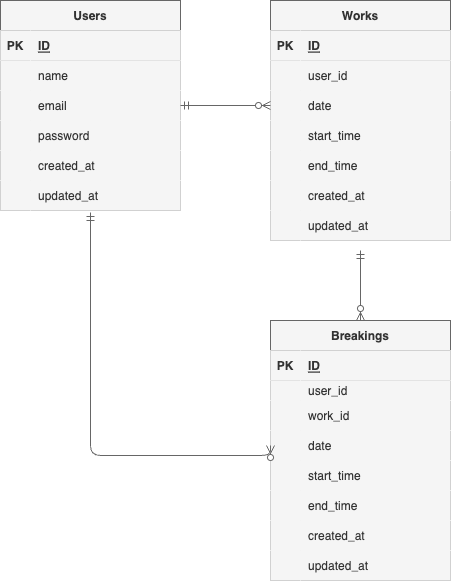 Users
PK ID
name
email
password
created_at
updated_at
Works
PK ID
user_id
date
start_time
end_time
created_at
updated_at
Breakings
PK ID
user_id
work_id
date
start_time
end_time
created_at
updated_at